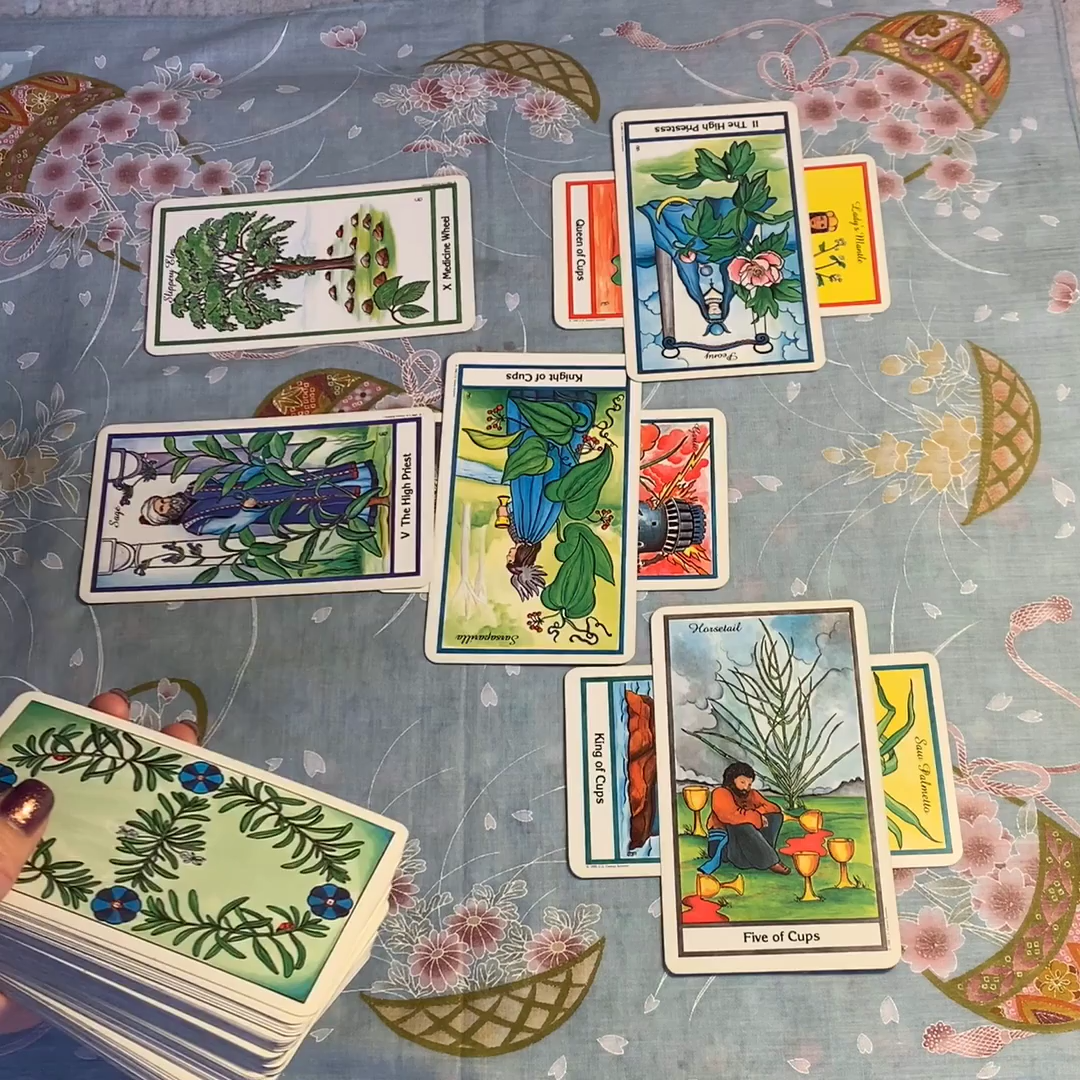 II The High Priestess
Peony
Queen of Cups
Lady's Mantle
Slippery Elm
X Medicine Wheel
Knight of Cups
Sarsaparilla
Sage
V The High Priest
Horsetail
Five of Cups
King of Cups
Saw Palmetto